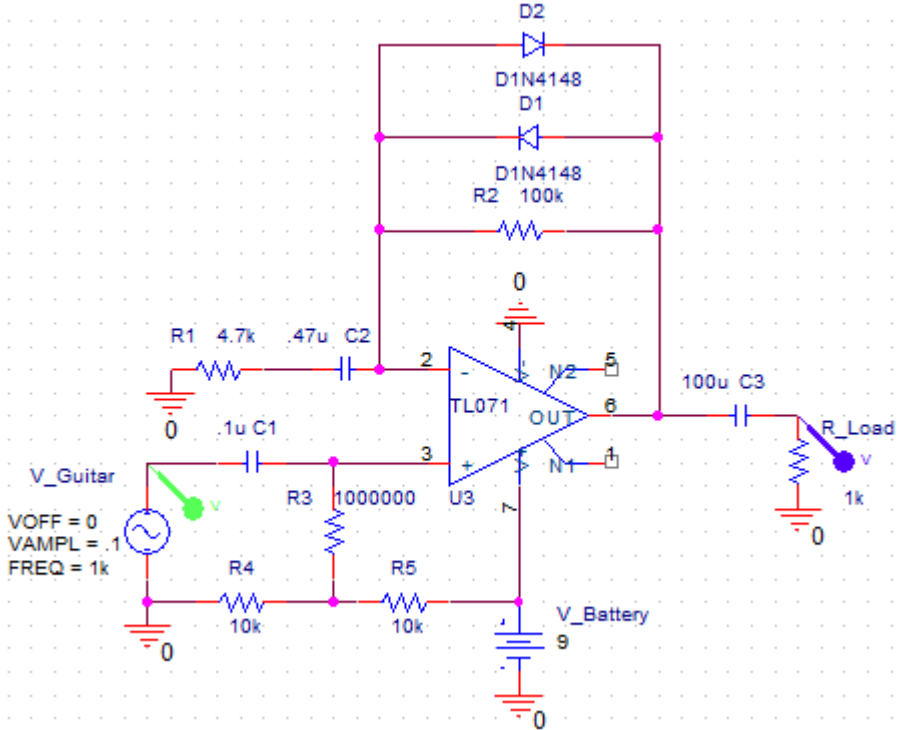 D2
D1N4148
D1
D1N4148
R2 100k
0
R1 4.7k .47u C2
4
2
-
V-
N2
5
TL071
OUT
6
100u C3
R_Load
V
1k
0
0
.1u C1
3
+
V+
N1
1
U3
7
V_Guitar
V
R3 1000000
VOFF = 0
VAMPL = .1
FREQ = 1k
R4
R5
10k
10k
0
V_Battery
9
0